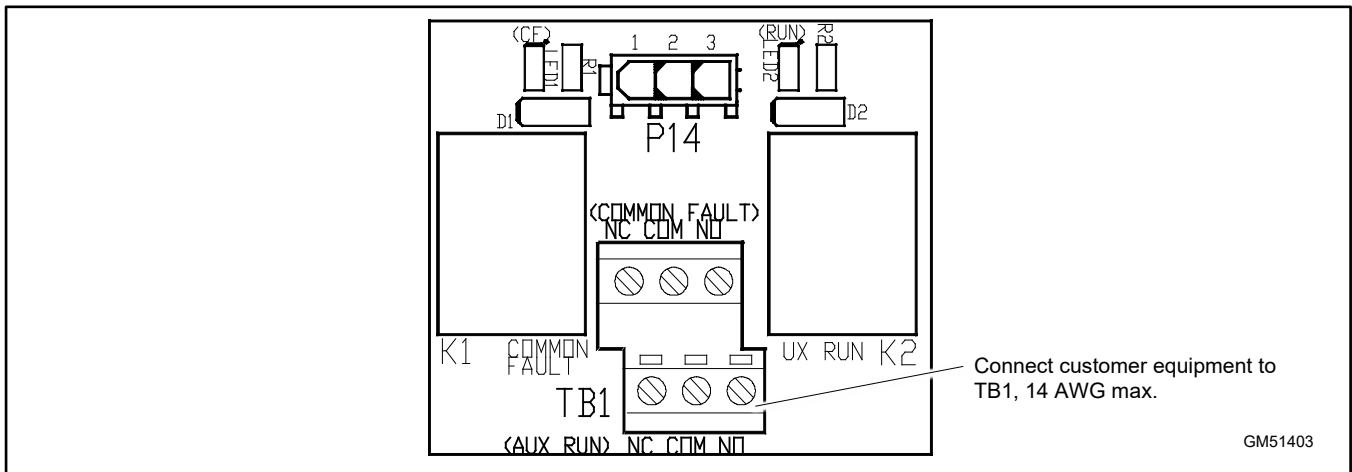 (CF)
LED1
R1
1 2 3
(RUN)
LED2
R2
D1
P14
D2
(COMMON FAULT)
NC COM NO
K1
COMMON
FAULT
UX RUN K2
TB1
(AUX RUN) NC COM NO
Connect customer equipment to
TB1, 14 AWG max.
GM51403